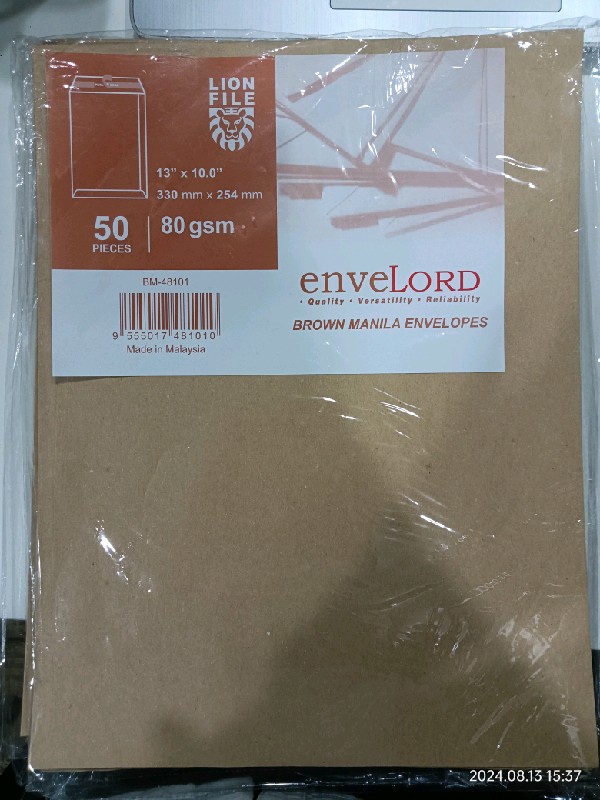 LION
FILE
13" x 10.0"
330 mm x 254 mm
50
PIECES
80 gsm
BM-48101
9 555017 481010
Made in Malaysia
enveLORD
• Quality • Versatility • Reliability
BROWN MANILA ENVELOPES
2024.08.13 15:37